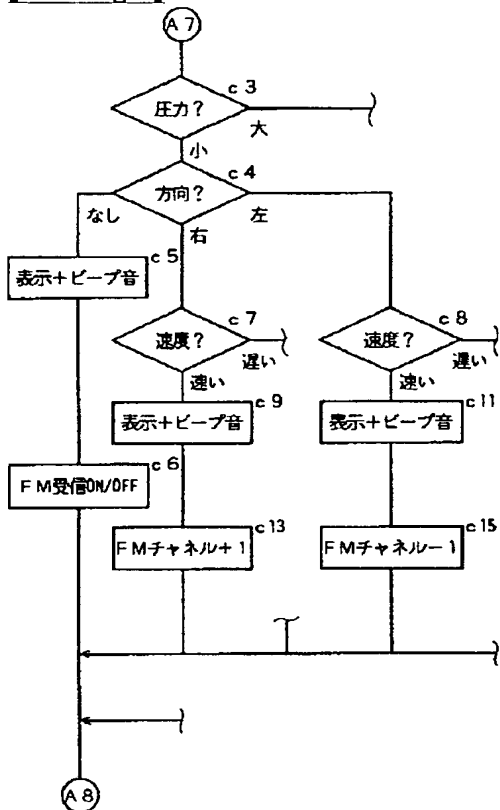 A7
c3
圧力?
大
小
c4
方向?
なし
左
右
c5
表示+ビープ音
c7
速度?
遅い
速い
c8
速度?
遅い
速い
c9
表示+ビープ音
c11
表示+ビープ音
c6
FM受信ON/OFF
c13
FMチャネル+1
c15
FMチャネル-1
A8